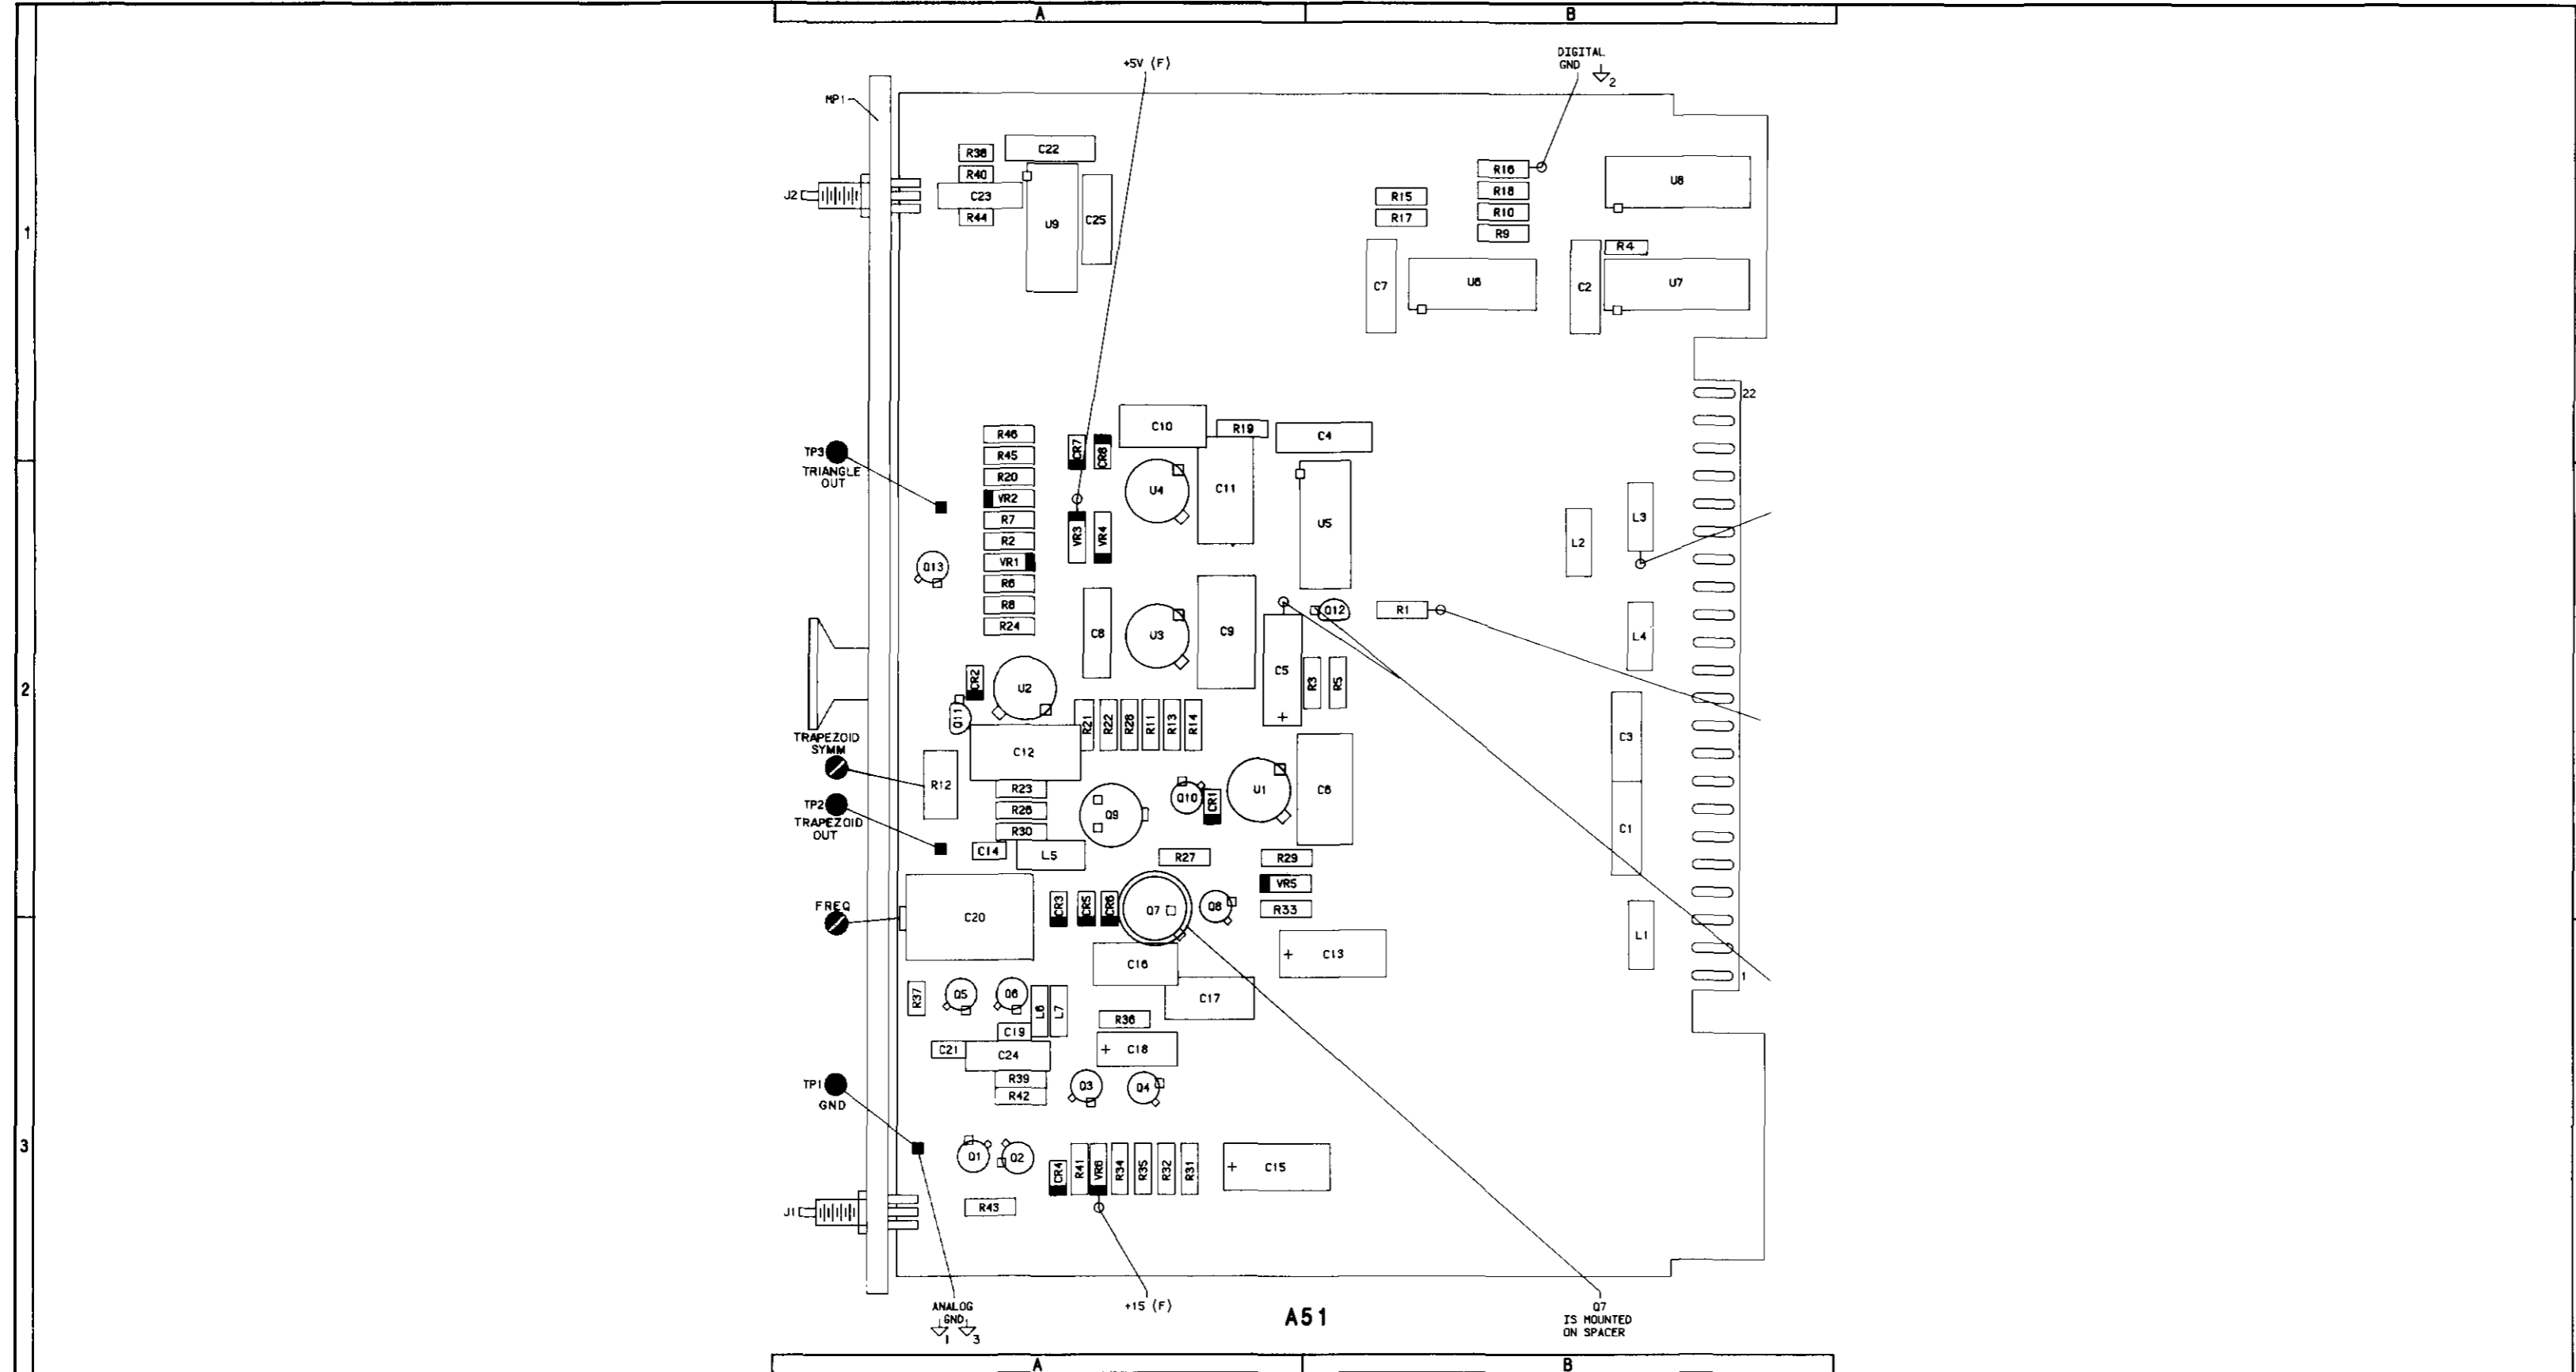 A
B
+5V (F)
DIGITAL
GND
2
MP1
R38
C22
R40
R16
U8
J2
C23
R15
R18
R44
U9
C25
R17
R10
1
R9
R4
C7
U6
C2
U7
22
C10
R19
C4
R46
CR7
CR8
TP3
R45
TRIANGLE
OUT
R20
U4
C11
VR2
R7
VR3
VR4
U5
L3
R2
L2
Q13
VR1
R6
R8
Q12
R1
R24
C8
U3
C9
L4
C5
R3
R5
CR2
U2
2
Q11
R21
R22
R28
R11
R13
R14
+
TRAPEZOID
SYMM
C12
C3
R12
R23
Q10
CR1
U1
C6
TP2
R26
Q9
TRAPEZOID
OUT
R30
C1
C14
L5
R27
R29
VR5
FREQ
C20
CR3
CR5
CR6
Q7
Q8
R33
L1
C16
+ C13
1
R37
Q5
Q6
L6
L7
C17
R36
C19
C21
C24
+ C18
TP1
R39
Q3
Q4
GND
R42
3
Q1
Q2
CR4
R41
VR6
R34
R35
R32
R31
+ C15
J1
R43
ANALOG
GND
1
3
+15 (F)
A51
Q7
IS MOUNTED
ON SPACER
A
B